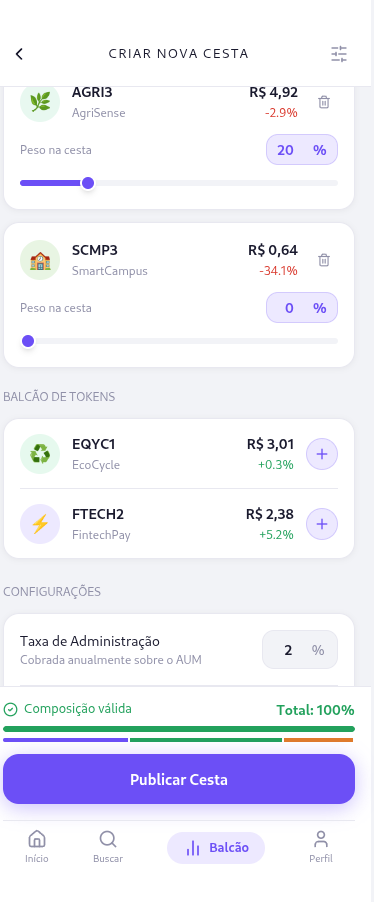 CRIAR NOVA CESTA
AGRI3 R$ 4,92
AgriSense -2.9%
Peso na cesta 20 %
SCMP3 R$ 0,64
SmartCampus -34.1%
Peso na cesta 0 %
BALCÃO DE TOKENS
EQYC1 R$ 3,01
EcoCycle +0.3%
FTECH2 R$ 2,38
FintechPay +5.2%
CONFIGURAÇÕES
Taxa de Administração 2 %
Cobrada anualmente sobre o AUM
Composição válida Total: 100%
Publicar Cesta
Início Buscar Balcão Perfil